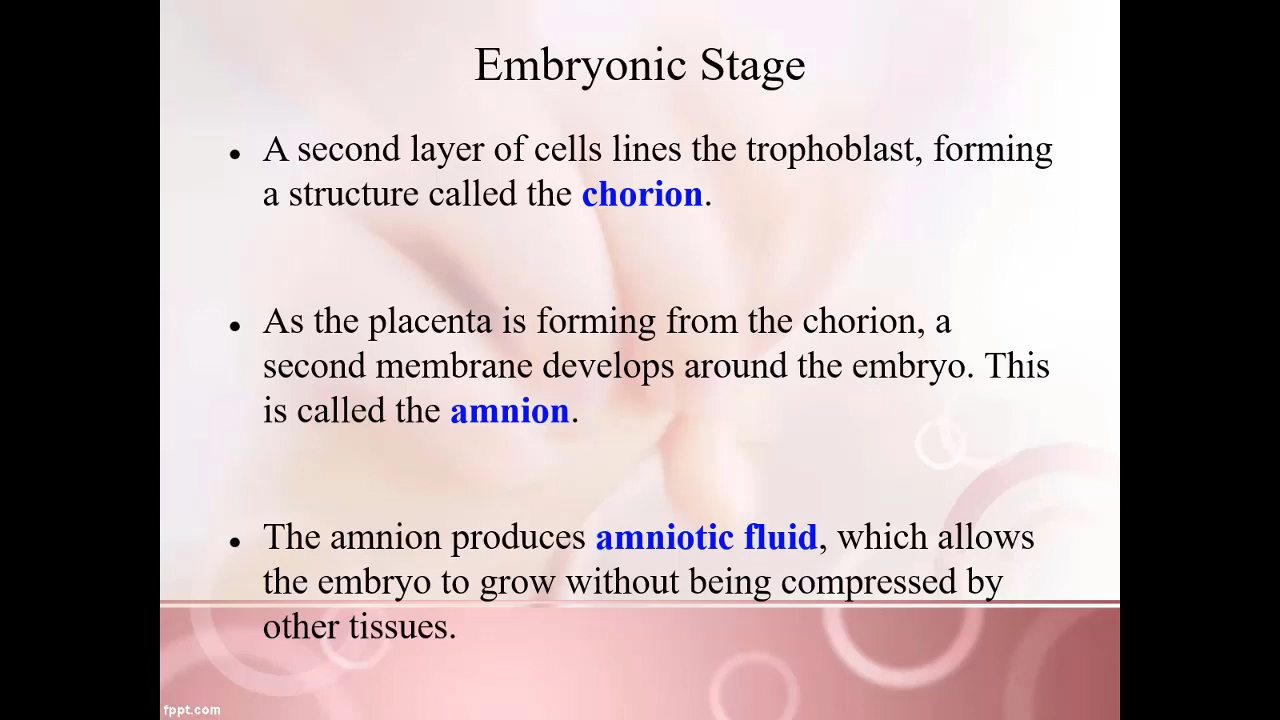 Embryonic Stage
• A second layer of cells lines the trophoblast, forming
a structure called the chorion.
• As the placenta is forming from the chorion, a
second membrane develops around the embryo. This
is called the amnion.
• The amnion produces amniotic fluid, which allows
the embryo to grow without being compressed by
other tissues.
fppt.com